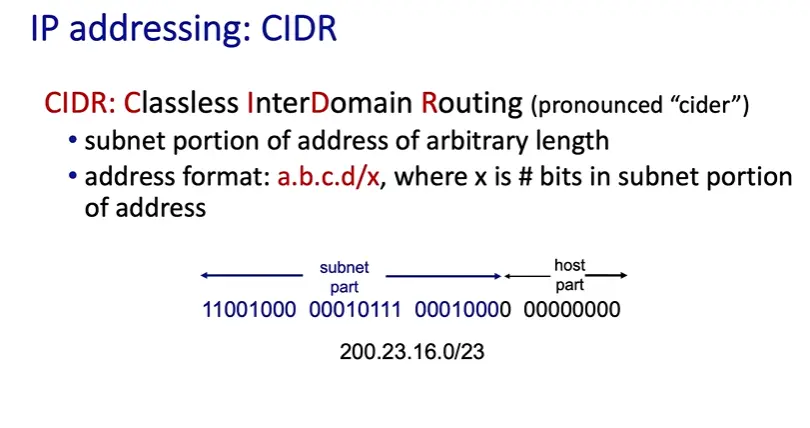 IP addressing: CIDR
CIDR: Classless InterDomain Routing (pronounced “cider”)
• subnet portion of address of arbitrary length
• address format: a.b.c.d/x, where x is # bits in subnet portion
of address
subnet
part
host
part
11001000 00010111 00010000 00000000
200.23.16.0/23